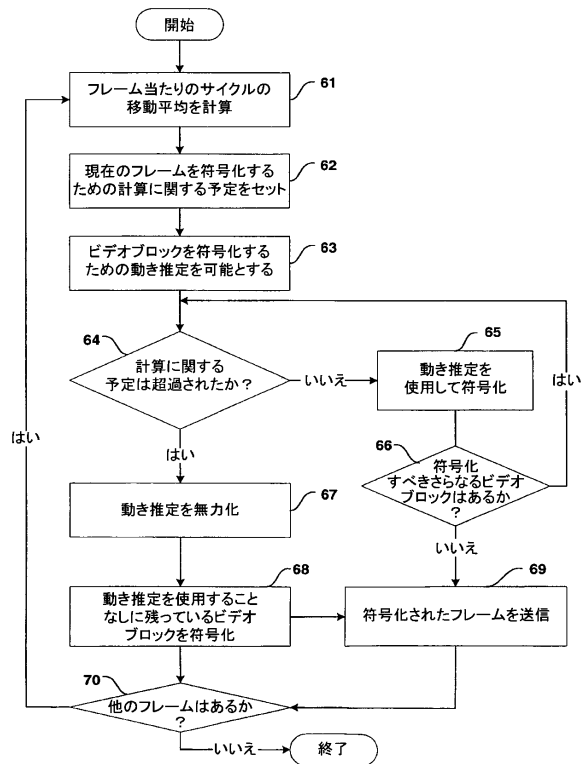 開始
61
フレーム当たりのサイクルの
移動平均を計算
62
現在のフレームを符号化する
ための計算に関する予定をセット
63
ビデオブロックを符号化する
ための動き推定を可能とする
64
計算に関する
予定は超過されたか?
いいえ
65
動き推定を
使用して符号化
はい
はい
はい
66
符号化
すべきさらなるビデオ
ブロックはあるか
?
いいえ
67
動き推定を無力化
68
動き推定を使用すること
なしに残っているビデオ
ブロックを符号化
69
符号化されたフレームを送信
70
他のフレームはあるか
?
いいえ
終了